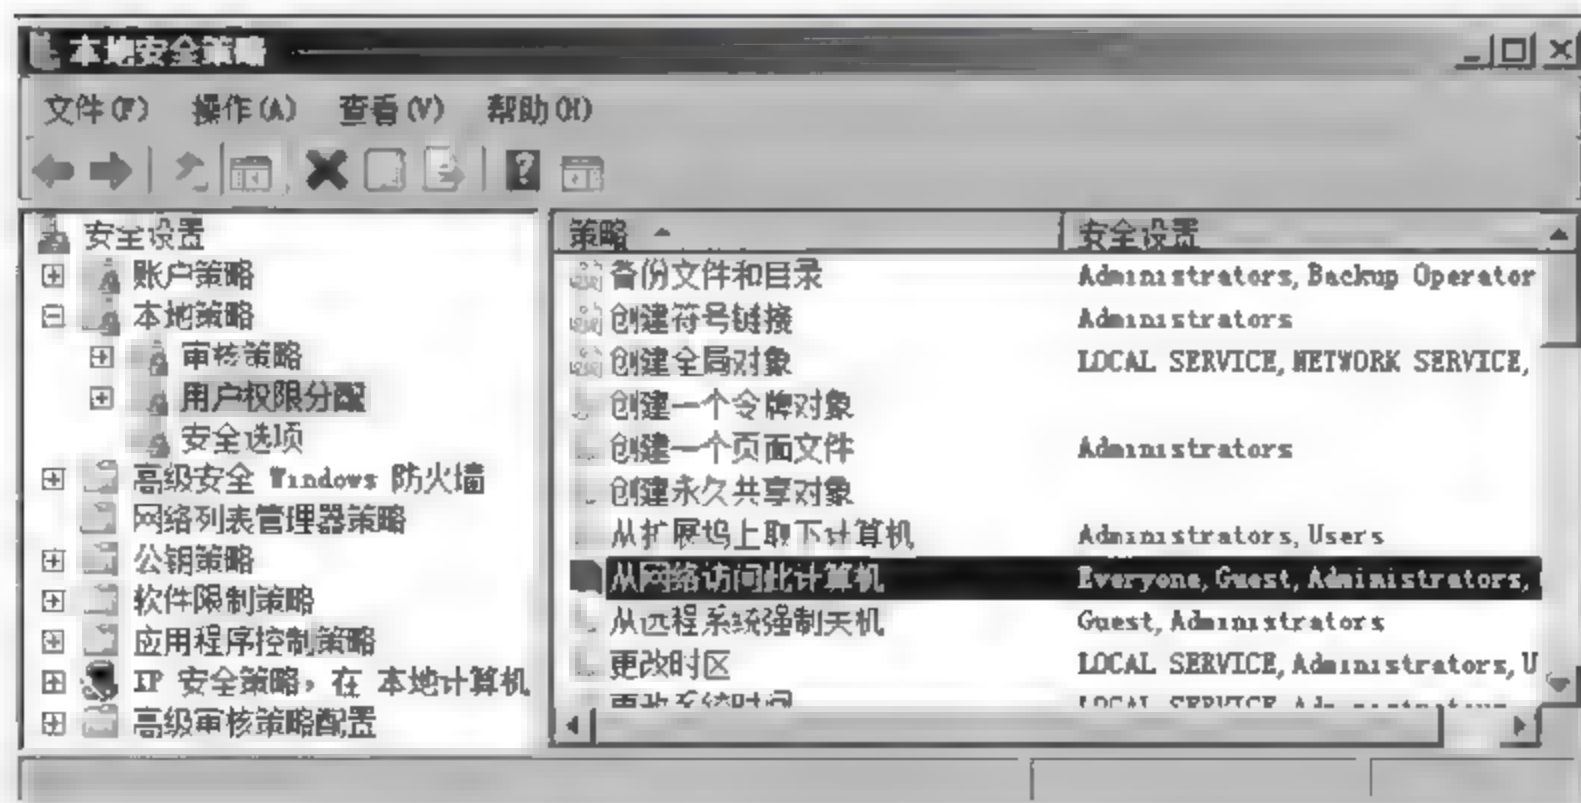 本地安全策略
文件(F) 操作(A) 查看(V) 帮助(H)
安全设置
账户策略
本地策略
审核策略
用户权限分配
安全选项
高级安全 Windows 防火墙
网络列表管理器策略
公钥策略
软件限制策略
应用程序控制策略
IP 安全策略，在 本地计算机
高级审核策略配置
策略 安全设置
备份文件和目录 Administrators, Backup Operator
创建符号链接 Administrators
创建全局对象 LOCAL SERVICE, NETWORK SERVICE,
创建一个令牌对象
创建一个页面文件 Administrators
创建永久共享对象
从扩展坞上取下计算机 Administrators, Users
从网络访问此计算机 Everyone, Guest, Administrators,
从远程系统强制关机 Guest, Administrators
更改时区 LOCAL SERVICE, Administrators, U
更改系统时间 LOCAL SERVICE, Administrators